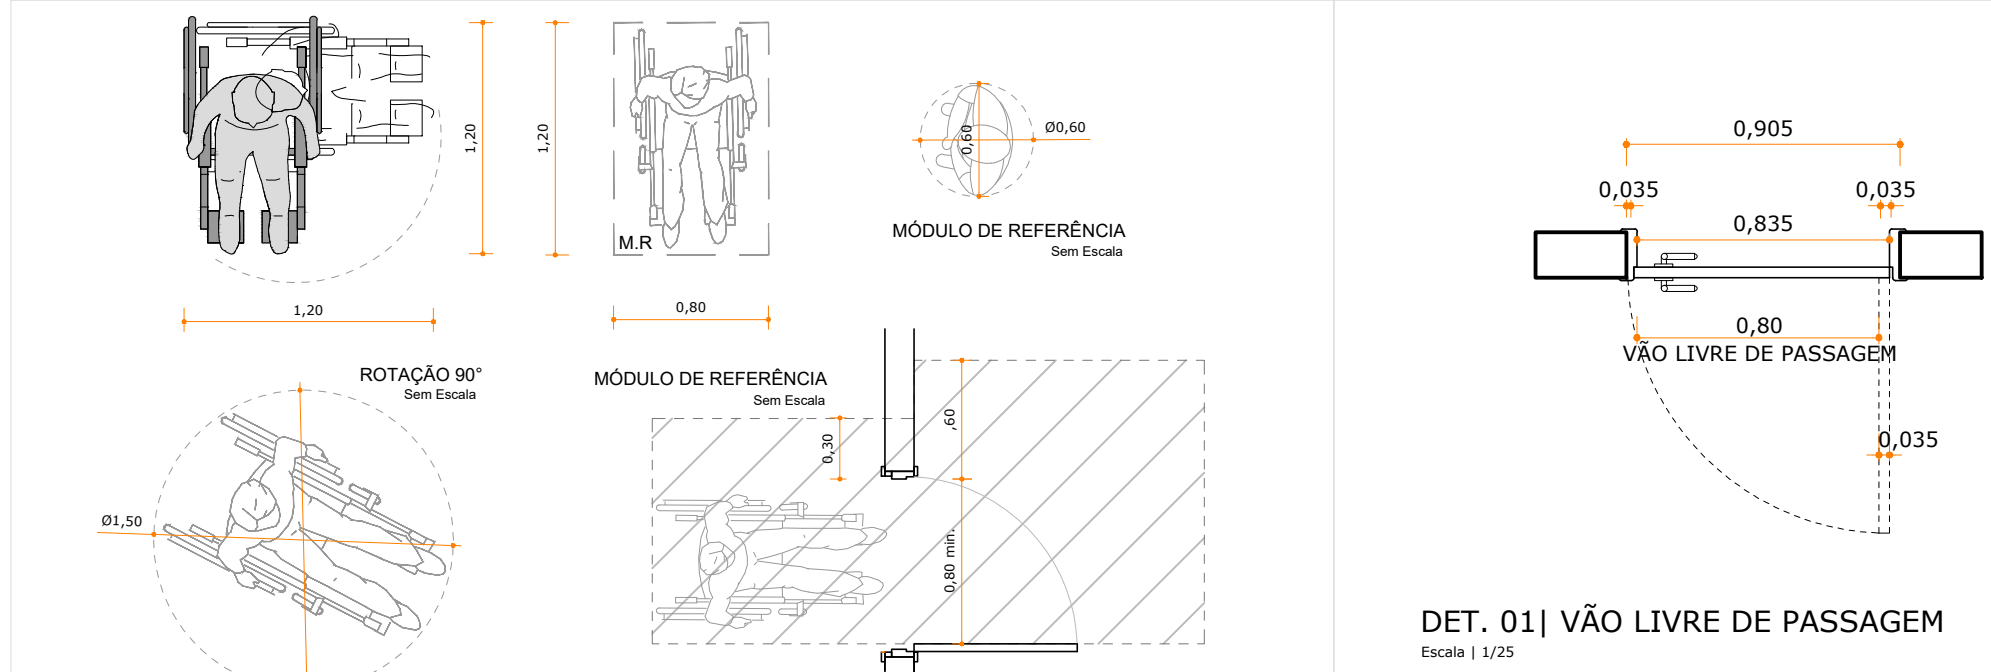 1,20
1,20
1,20
ROTAÇÃO 90°
Sem Escala
M.R
0,80
MÓDULO DE REFERÊNCIA
Sem Escala
0,60
Ø0,60
MÓDULO DE REFERÊNCIA
Sem Escala
Ø1,50
0,30
,60
0,80 min.
0,905
0,035
0,035
0,835
0,80
VÃO LIVRE DE PASSAGEM
0,035
DET. 01| VÃO LIVRE DE PASSAGEM
Escala | 1/25